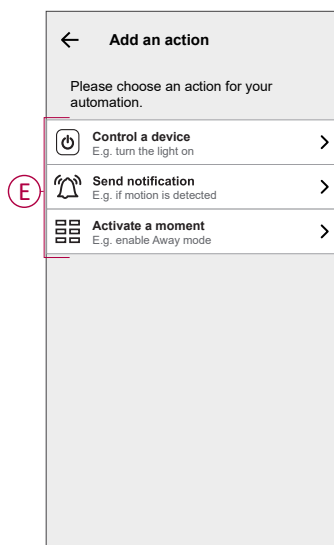 Add an action
Please choose an action for your
automation.
Control a device
E.g. turn the light on
E
Send notification
E.g. if motion is detected
Activate a moment
E.g. enable Away mode